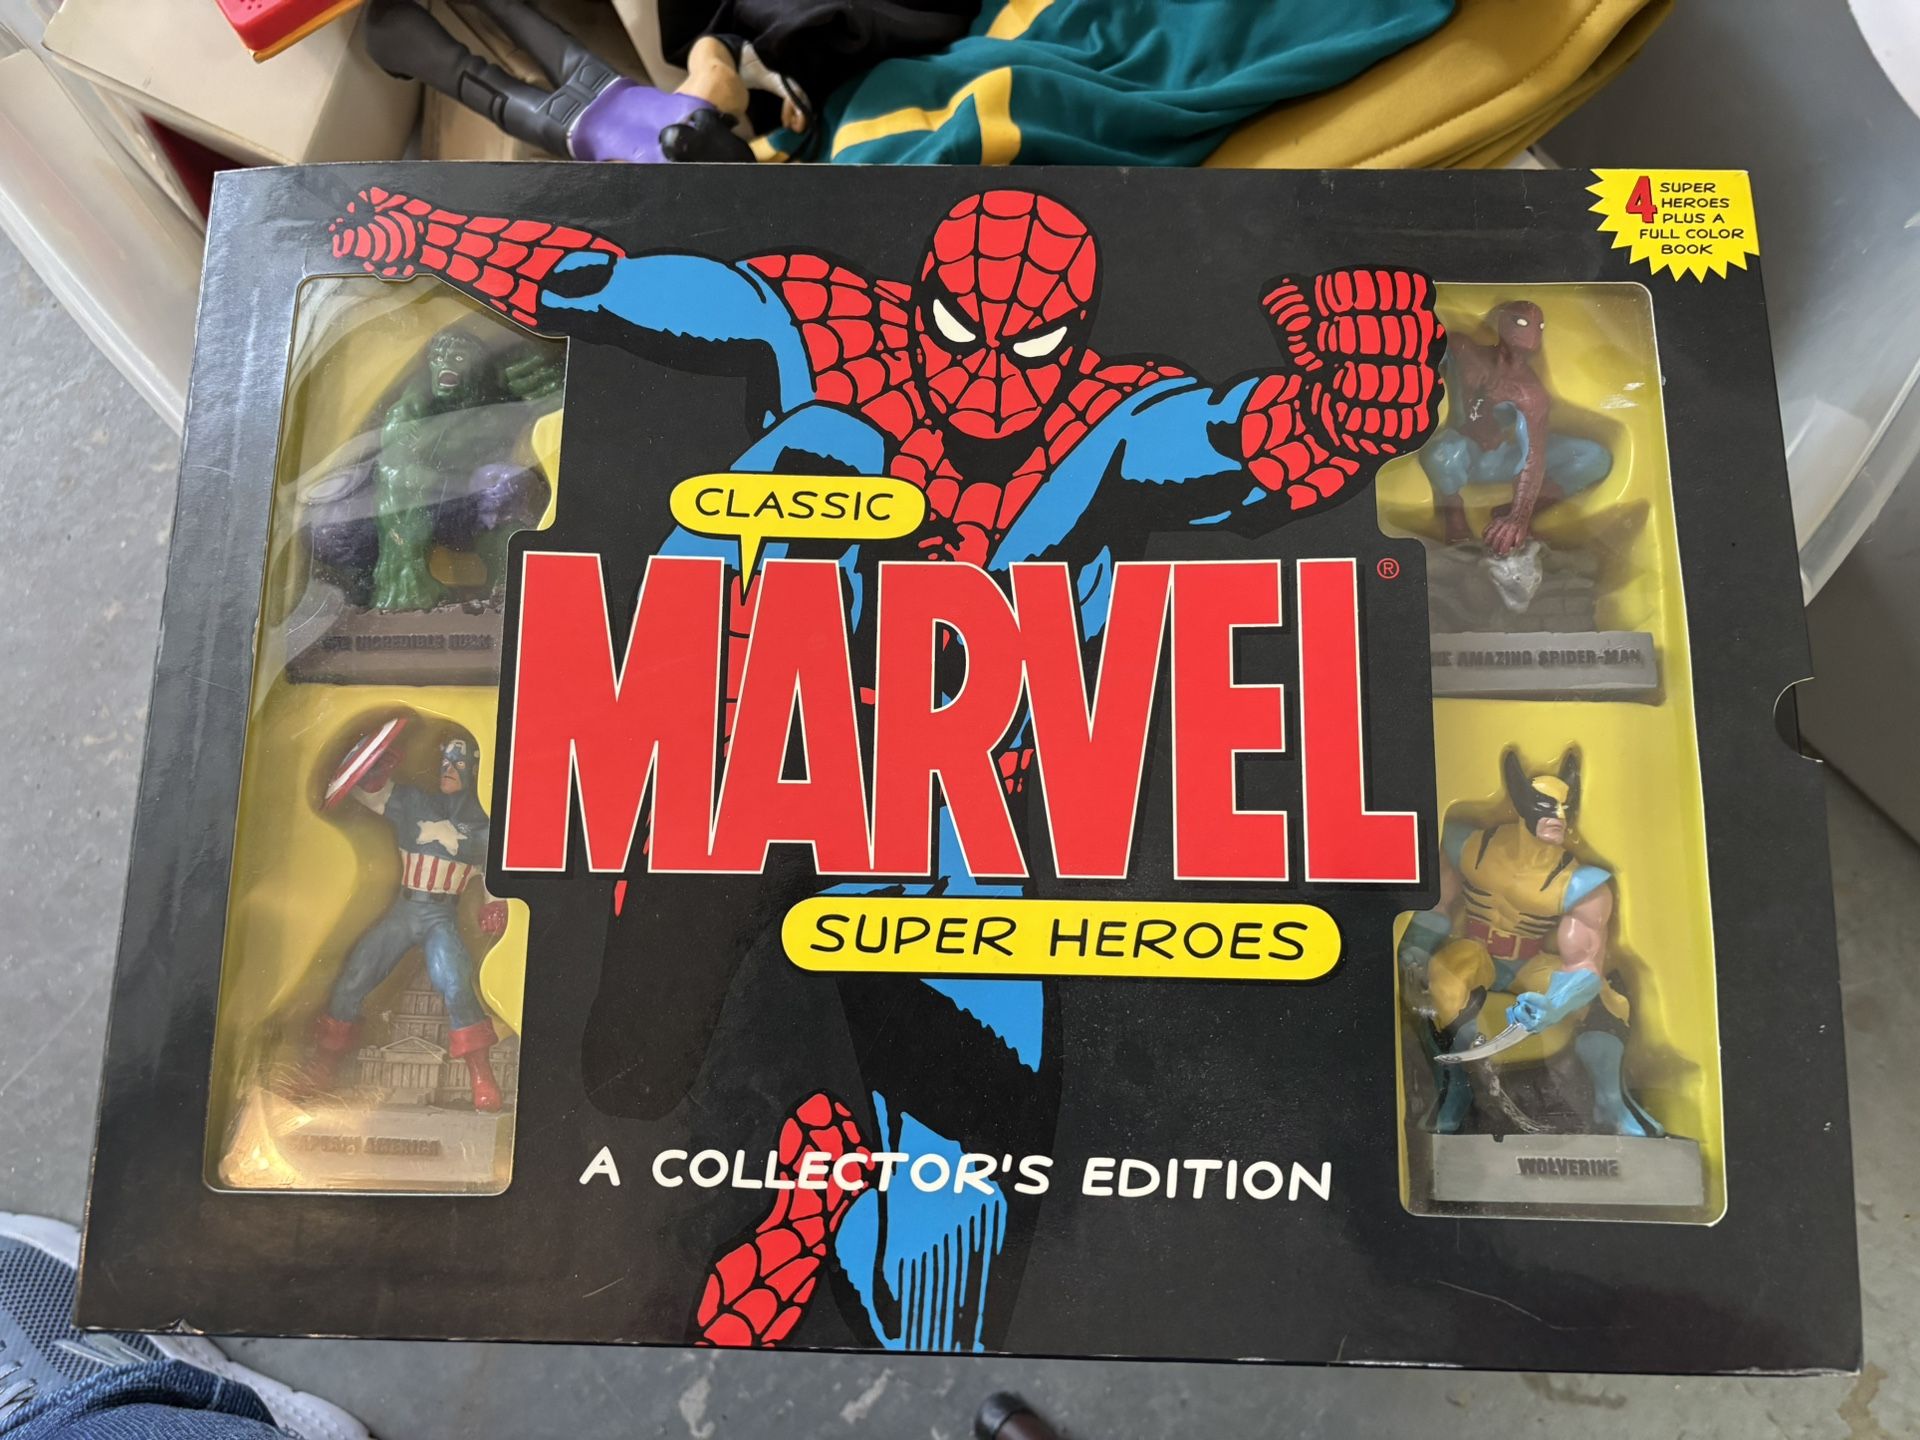 4 SUPER
HEROES
PLUS A
FULL COLOR
BOOK
CLASSIC
MARVEL®
SUPER HEROES
THE INCREDIBLE HULK
THE AMAZING SPIDER-MAN
CAPTAIN AMERICA
WOLVERINE
A COLLECTOR'S EDITION